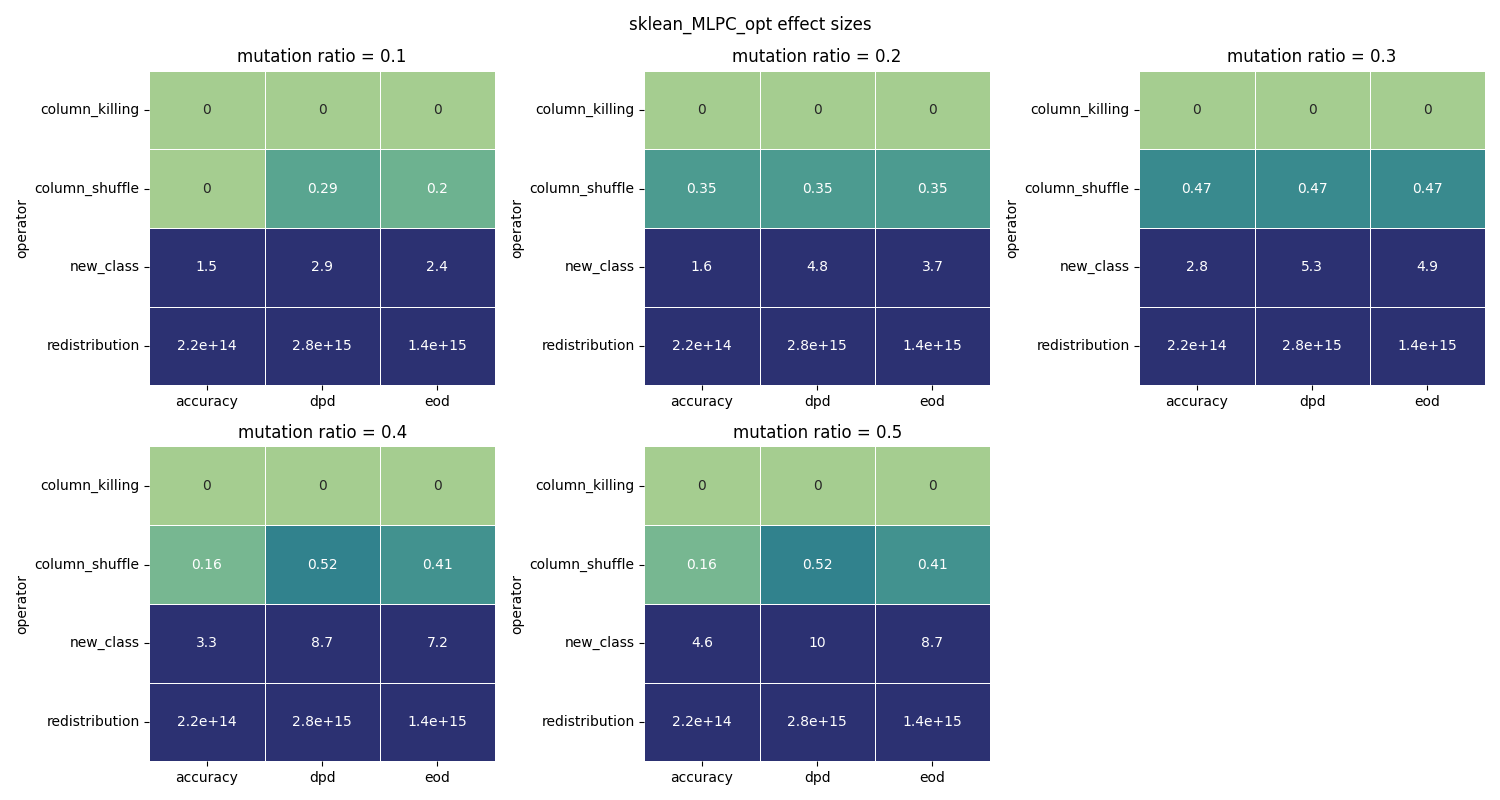 sklean_MLPC_opt effect sizes
mutation ratio = 0.1
column_killing 0 0 0
column_shuffle 0 0.29 0.2
new_class 1.5 2.9 2.4
redistribution 2.2e+14 2.8e+15 1.4e+15
operator
accuracy dpd eod
mutation ratio = 0.2
column_killing 0 0 0
column_shuffle 0.35 0.35 0.35
new_class 1.6 4.8 3.7
redistribution 2.2e+14 2.8e+15 1.4e+15
operator
accuracy dpd eod
mutation ratio = 0.3
column_killing 0 0 0
column_shuffle 0.47 0.47 0.47
new_class 2.8 5.3 4.9
redistribution 2.2e+14 2.8e+15 1.4e+15
operator
accuracy dpd eod
mutation ratio = 0.4
column_killing 0 0 0
column_shuffle 0.16 0.52 0.41
new_class 3.3 8.7 7.2
redistribution 2.2e+14 2.8e+15 1.4e+15
operator
accuracy dpd eod
mutation ratio = 0.5
column_killing 0 0 0
column_shuffle 0.16 0.52 0.41
new_class 4.6 10 8.7
redistribution 2.2e+14 2.8e+15 1.4e+15
operator
accuracy dpd eod